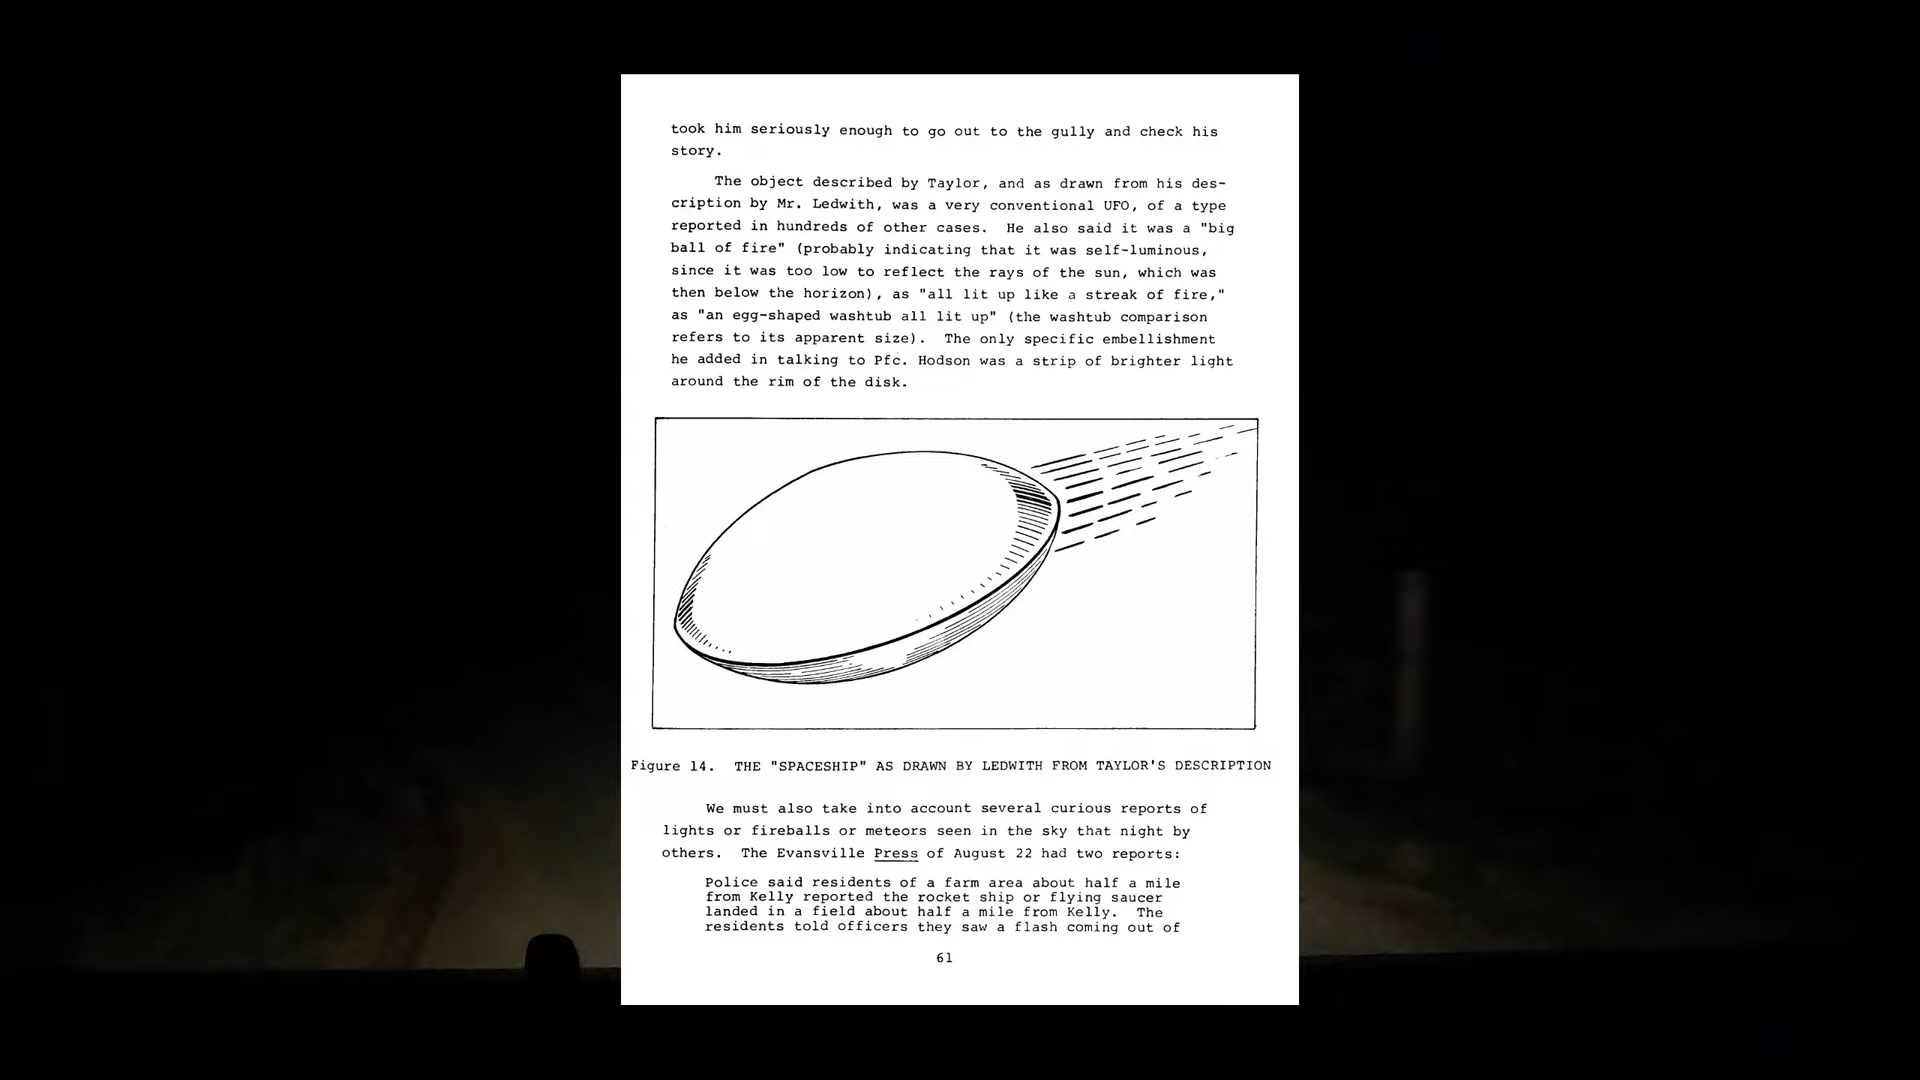 took him seriously enough to go out to the gully and check his
story.
The object described by Taylor, and as drawn from his des-
cription by Mr. Ledwith, was a very conventional UFO, of a type
reported in hundreds of other cases. He also said it was a "big
ball of fire" (probably indicating that it was self-luminous,
since it was too low to reflect the rays of the sun, which was
then below the horizon), as "all lit up like a streak of fire,"
as "an egg-shaped washtub all lit up" (the washtub comparison
refers to its apparent size). The only specific embellishment
he added in talking to Pfc. Hodson was a strip of brighter light
around the rim of the disk.
Figure 14. THE "SPACESHIP" AS DRAWN BY LEDWITH FROM TAYLOR'S DESCRIPTION
We must also take into account several curious reports of
lights or fireballs or meteors seen in the sky that night by
others. The Evansville Press of August 22 had two reports:
Police said residents of a farm area about half a mile
from Kelly reported the rocket ship or flying saucer
landed in a field about half a mile from Kelly. The
residents told officers they saw a flash coming out of
61